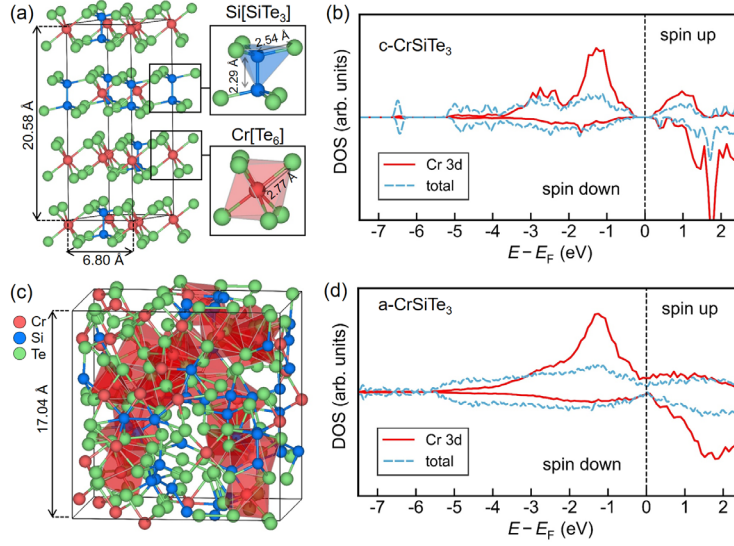 (a)
20.58 Å
6.80 Å
Si[SiTe₃]
2.54 Å
2.29 Å
Cr[Te₆]
2.77 Å
(b)
c-CrSiTe₃
spin up
DOS (arb. units)
Cr 3d
total
spin down
-7 -6 -5 -4 -3 -2 -1 0 1 2
E − E_F (eV)
(c)
Cr
Si
Te
17.04 Å
(d)
a-CrSiTe₃
spin up
DOS (arb. units)
Cr 3d
total
spin down
-7 -6 -5 -4 -3 -2 -1 0 1 2
E − E_F (eV)